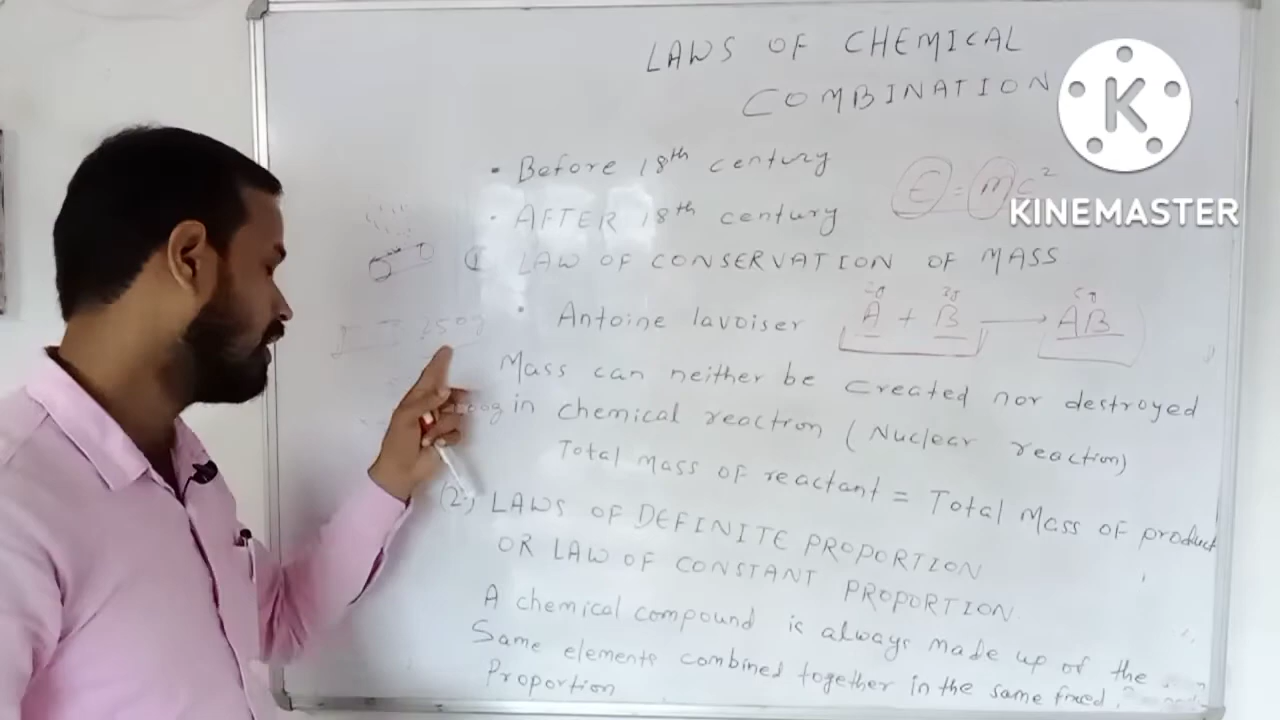 LAWS OF CHEMICAL
COMBINATION
K
KINEMASTER
• Before 18th century
E = mc²
• AFTER 18th century
① LAW OF CONSERVATION OF MASS
• Antoine lavoiser
A + B ⟶ AB
250g
Mass can neither be created nor destroyed
in chemical reaction (Nuclear reaction)
Total Mass of reactant = Total Mass of product
(2.) LAWS OF DEFINITE PROPORTION
OR LAW OF CONSTANT PROPORTION
A chemical compound is always made up of the
Same elements combined together in the same fixed
Proportion